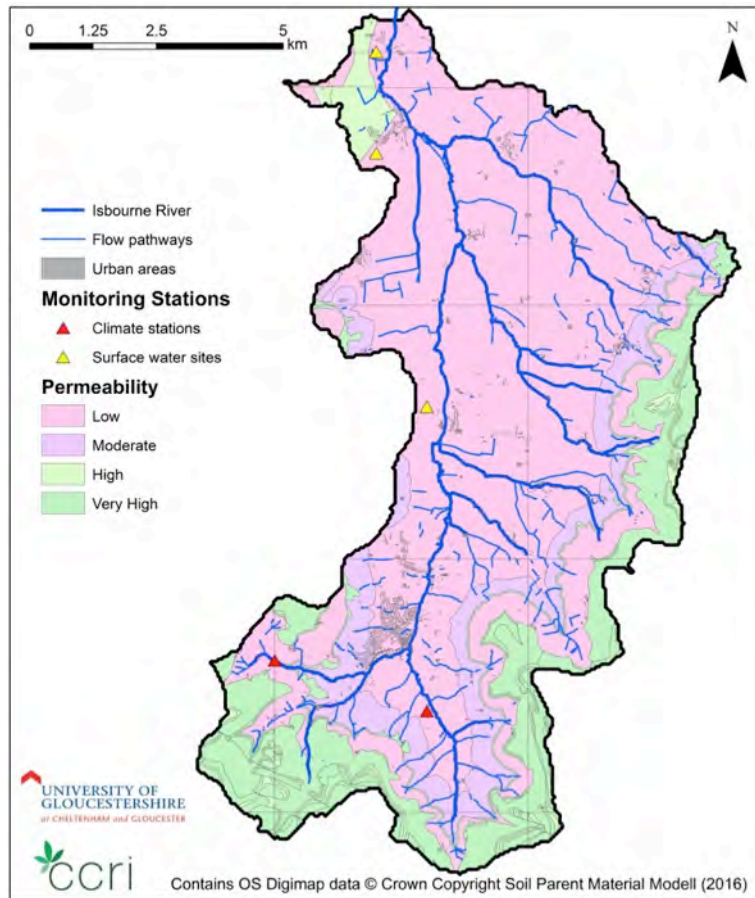 0 1.25 2.5 5
km
N
Isbourne River
Flow pathways
Urban areas
Monitoring Stations
Climate stations
Surface water sites
Permeability
Low
Moderate
High
Very High
UNIVERSITY OF
GLOUCESTERSHIRE
at CHELTENHAM and GLOUCESTER
ccri
Contains OS Digimap data © Crown Copyright Soil Parent Material Modell (2016)